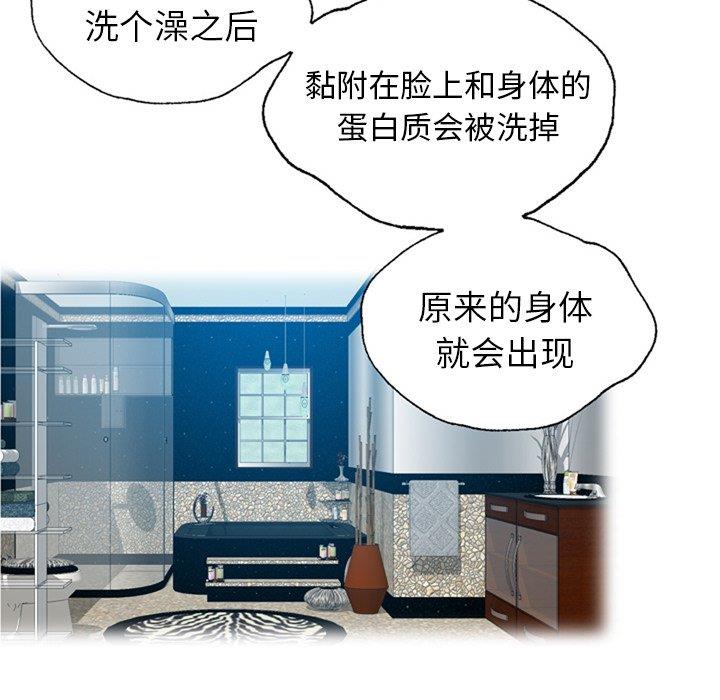 洗个澡之后
黏附在脸上和身体的
蛋白质会被洗掉
原来的身体
就会出现